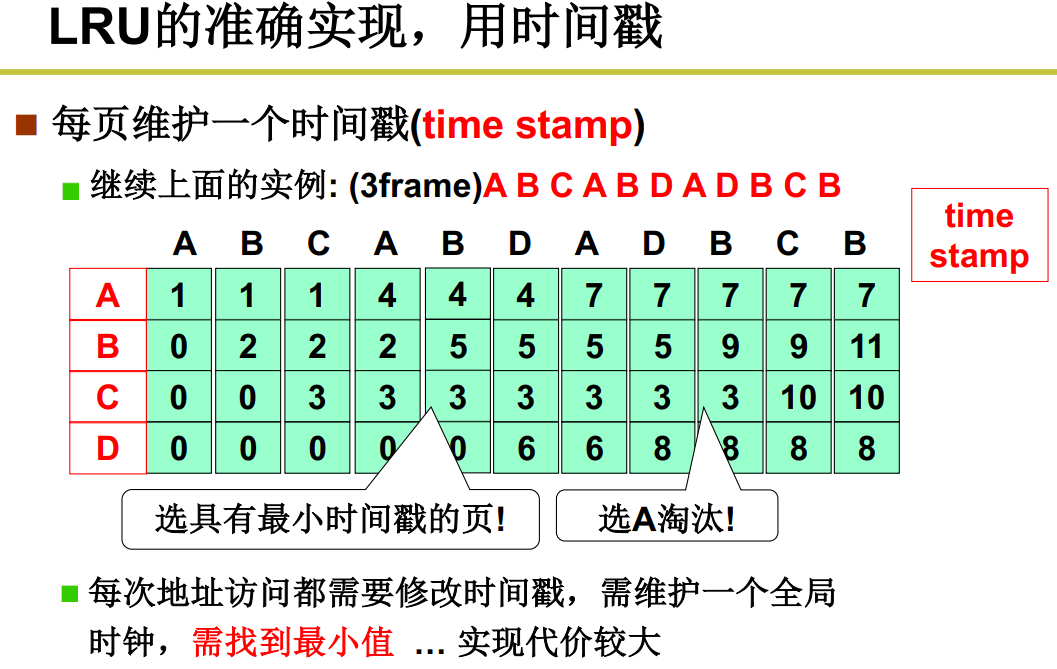 LRU的准确实现，用时间戳
每页维护一个时间戳(time stamp)
继续上面的实例: (3frame)A B C A B D A D B C B
time
stamp
A B C A B D A D B C B
A 1 1 1 4 4 4 7 7 7 7 7
B 0 2 2 2 5 5 5 5 9 9 11
C 0 0 3 3 3 3 3 3 3 10 10
D 0 0 0 0 0 6 6 8 8 8 8
选具有最小时间戳的页!
选A淘汰!
每次地址访问都需要修改时间戳，需维护一个全局
时钟，需找到最小值 … 实现代价较大